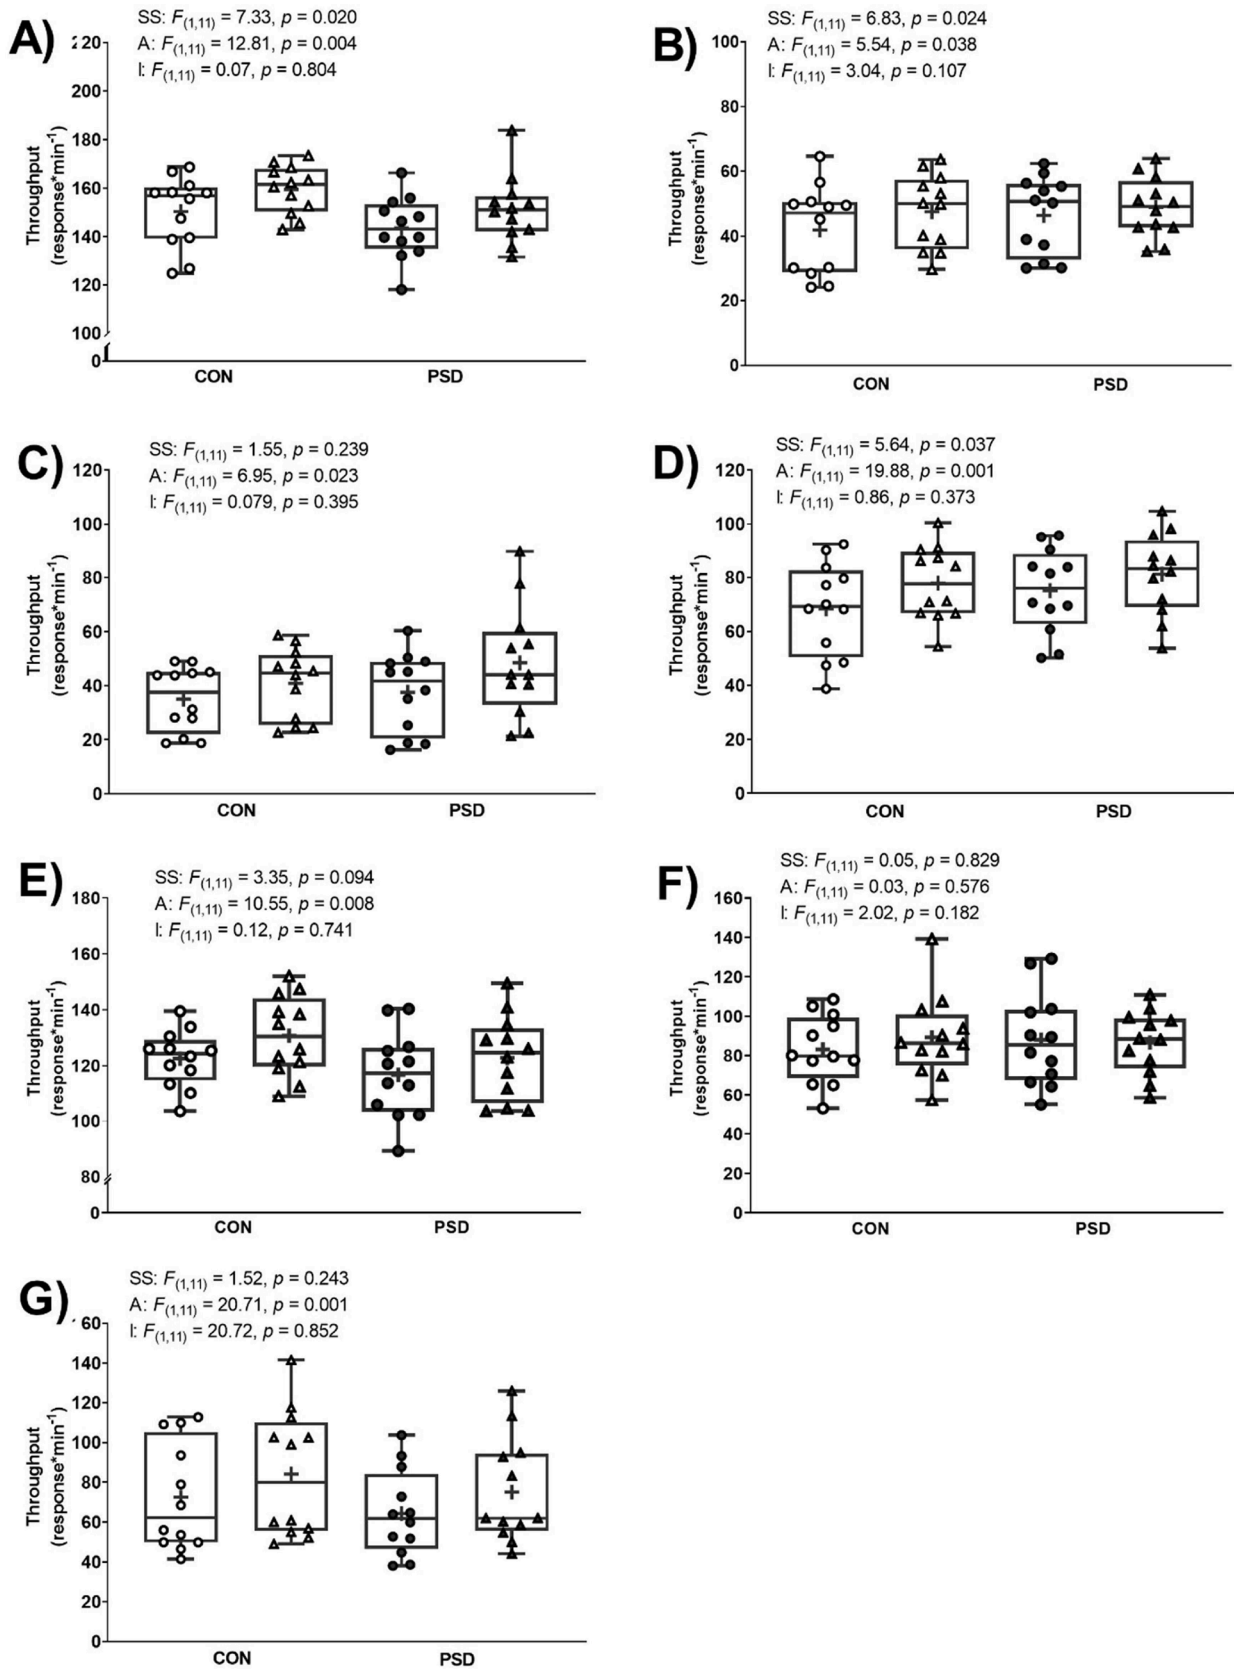 A)
SS: F(1,11) = 7.33, p = 0.020
A: F(1,11) = 12.81, p = 0.004
I: F(1,11) = 0.07, p = 0.804
220
200
180
160
140
120
100
0
Throughput
(response*min-1)
CON PSD
B)
SS: F(1,11) = 6.83, p = 0.024
A: F(1,11) = 5.54, p = 0.038
I: F(1,11) = 3.04, p = 0.107
100
80
60
40
20
0
Throughput
(response*min-1)
CON PSD
C)
SS: F(1,11) = 1.55, p = 0.239
A: F(1,11) = 6.95, p = 0.023
I: F(1,11) = 0.079, p = 0.395
120
100
80
60
40
20
0
Throughput
(response*min-1)
CON PSD
D)
SS: F(1,11) = 5.64, p = 0.037
A: F(1,11) = 19.88, p = 0.001
I: F(1,11) = 0.86, p = 0.373
120
100
80
60
40
20
0
Throughput
(response*min-1)
CON PSD
E)
SS: F(1,11) = 3.35, p = 0.094
A: F(1,11) = 10.55, p = 0.008
I: F(1,11) = 0.12, p = 0.741
180
160
140
120
100
80
0
Throughput
(response*min-1)
CON PSD
F)
SS: F(1,11) = 0.05, p = 0.829
A: F(1,11) = 0.03, p = 0.576
I: F(1,11) = 2.02, p = 0.182
160
140
120
100
80
60
40
20
0
Throughput
(response*min-1)
CON PSD
G)
SS: F(1,11) = 1.52, p = 0.243
A: F(1,11) = 20.71, p = 0.001
I: F(1,11) = 20.72, p = 0.852
60
140
120
100
80
60
40
20
0
Throughput
(response*min-1)
CON PSD